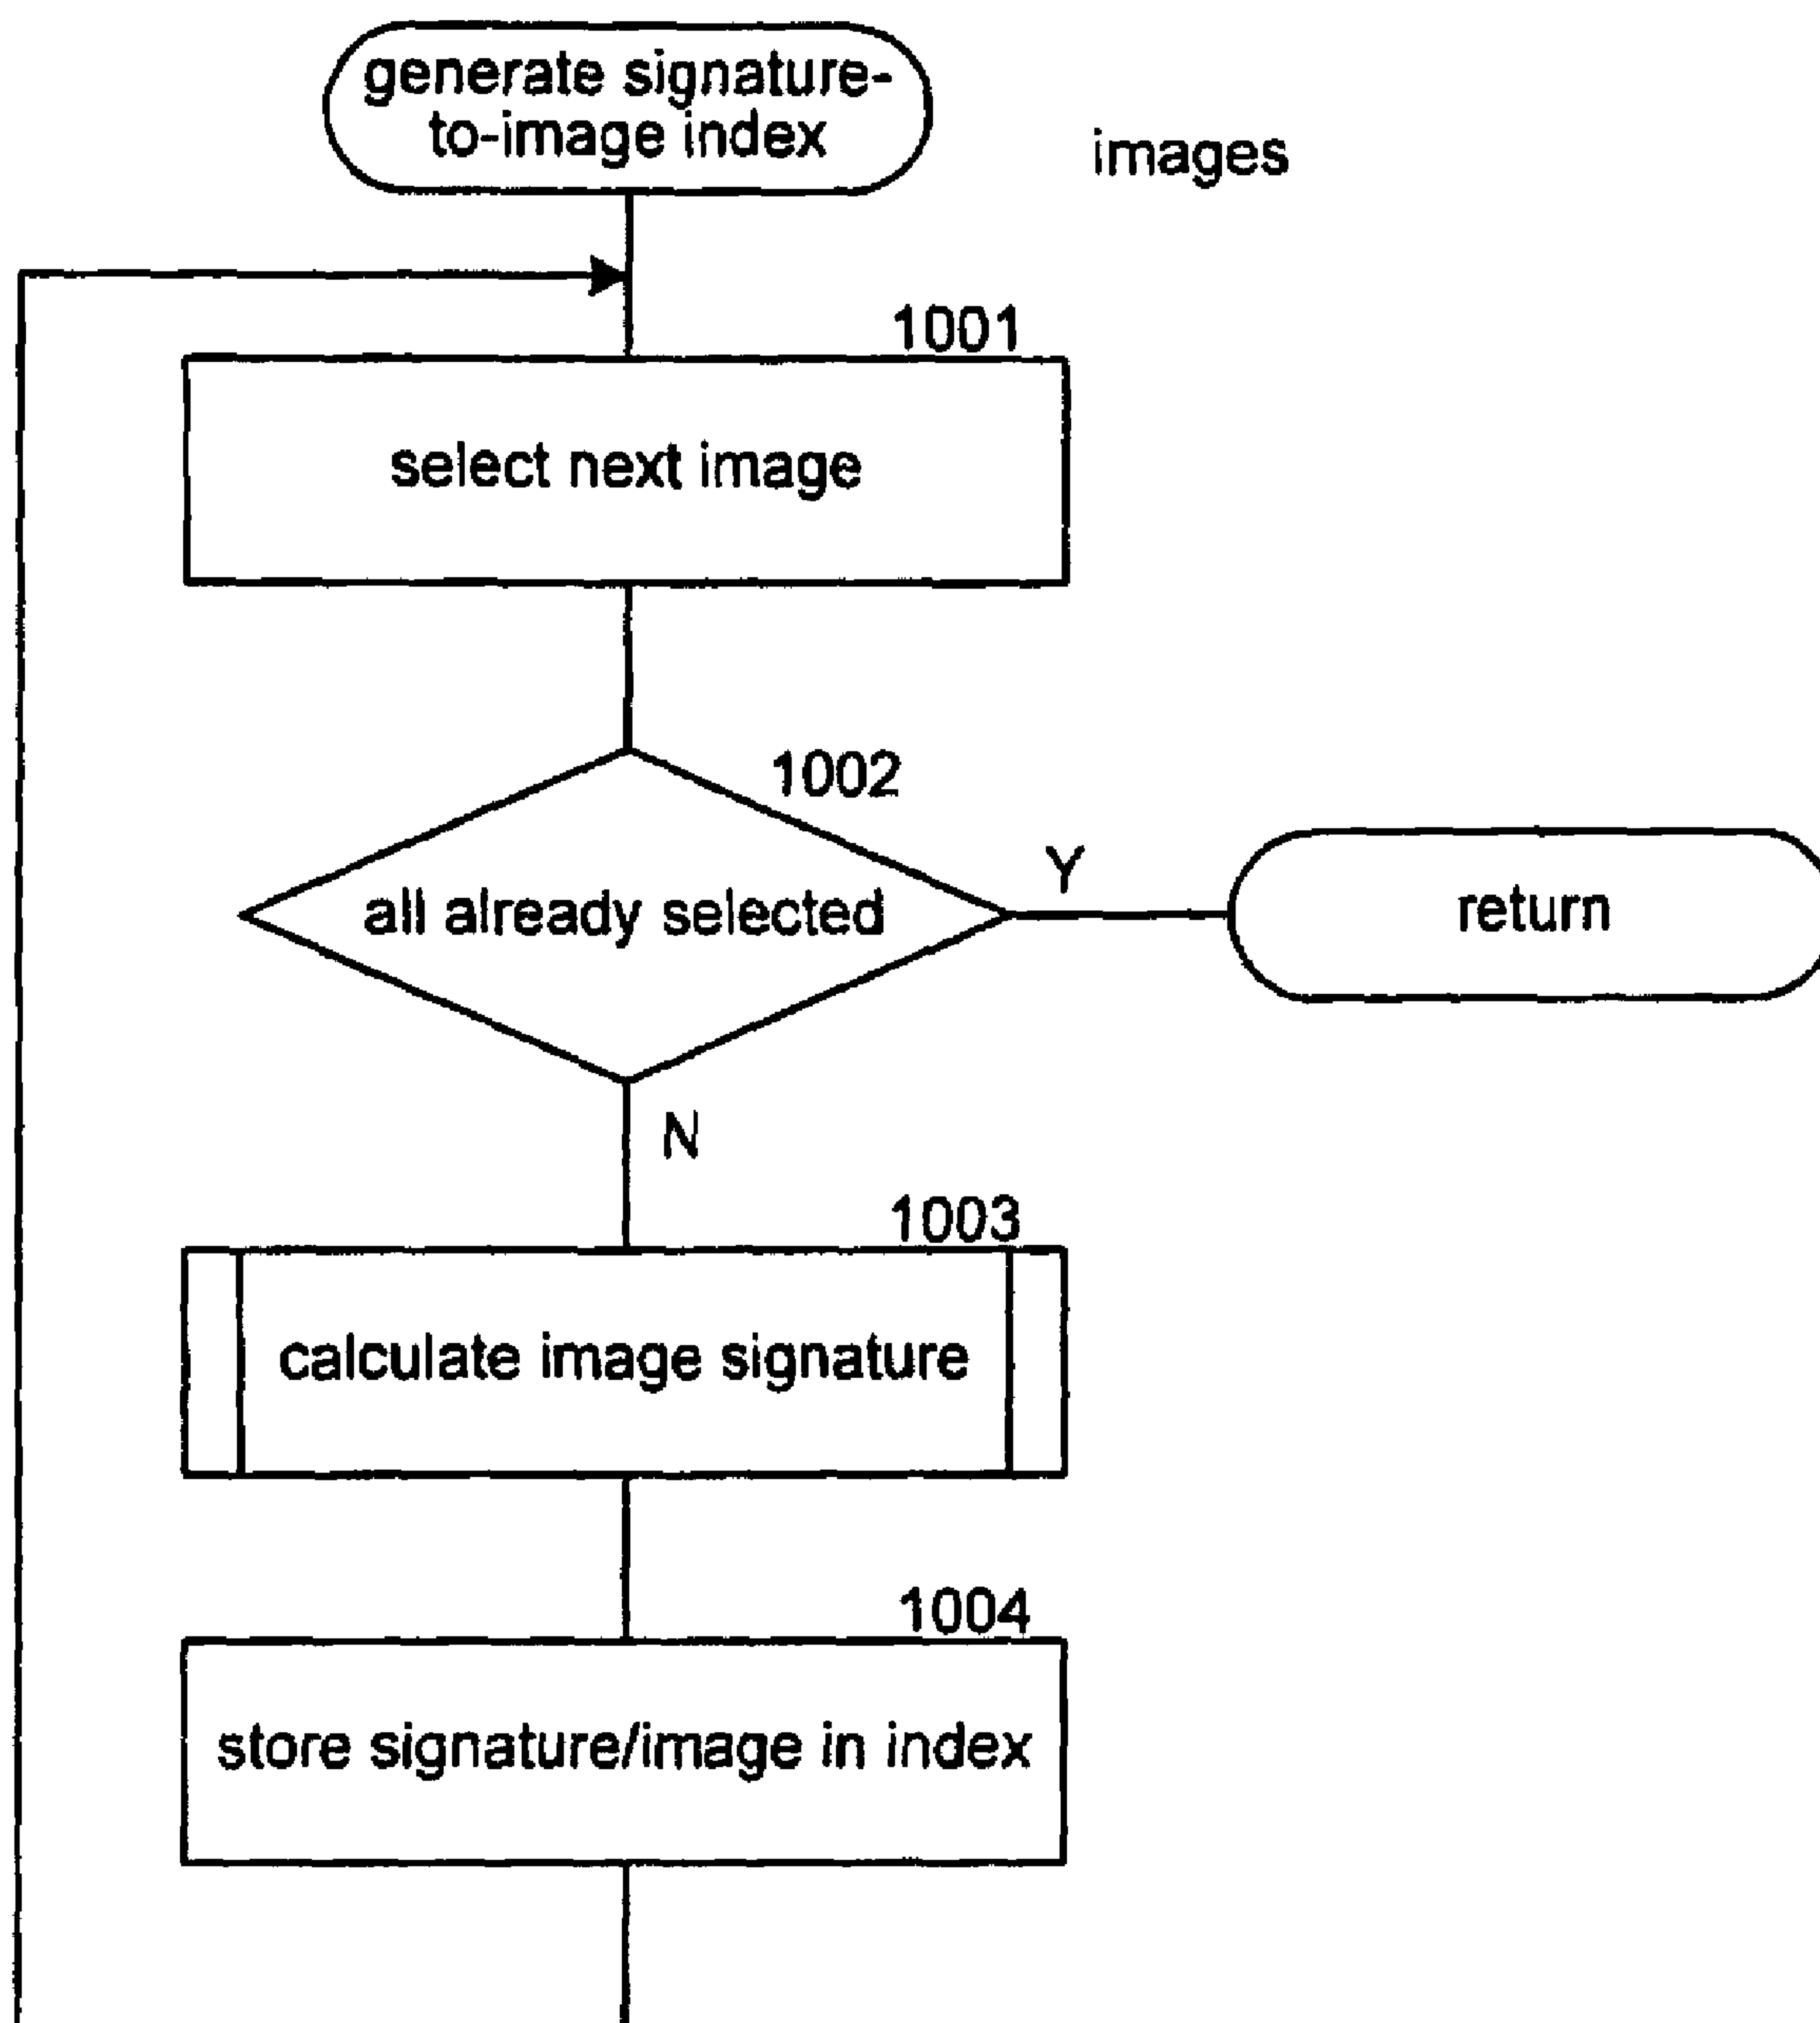 generate signature-
to-image index
images
1001
select next image
1002
all already selected
Y
return
N
1003
calculate image signature
1004
store signature/image in index